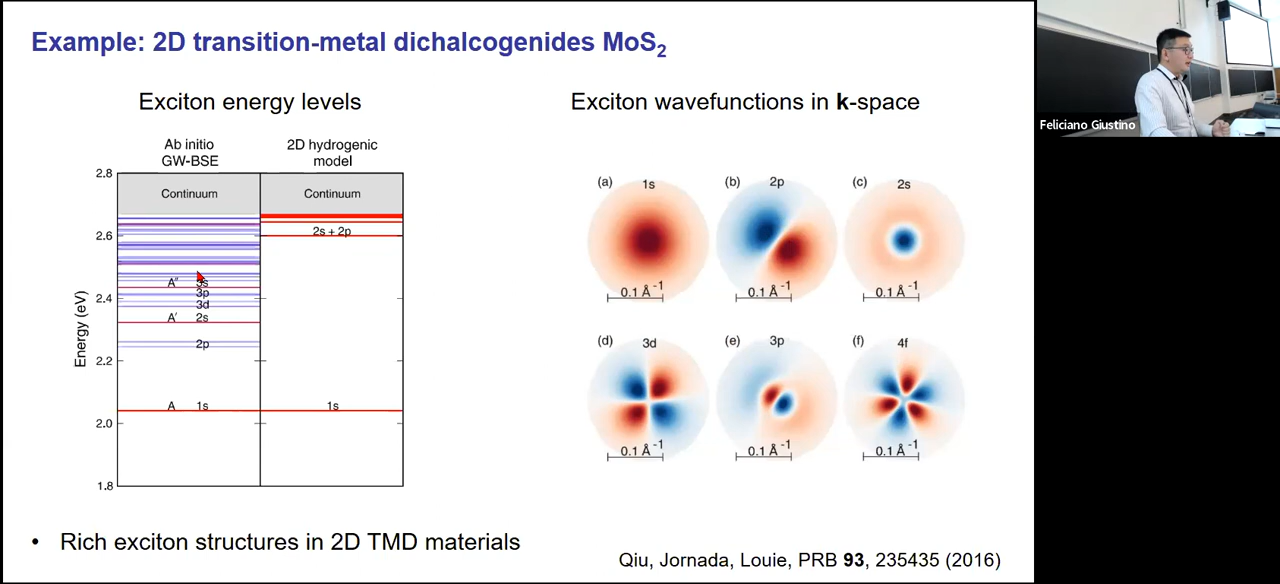 Example: 2D transition-metal dichalcogenides MoS₂
Exciton energy levels
Ab initio
GW-BSE
2D hydrogenic
model
2.8
2.6
2.4
2.2
2.0
1.8
Energy (eV)
Continuum
Continuum
2s + 2p
A″ 3s
3p
3d
A′ 2s
2p
A 1s
1s
Exciton wavefunctions in k-space
(a) 1s
(b) 2p
(c) 2s
0.1 Å⁻¹
0.1 Å⁻¹
0.1 Å⁻¹
(d) 3d
(e) 3p
(f) 4f
0.1 Å⁻¹
0.1 Å⁻¹
0.1 Å⁻¹
• Rich exciton structures in 2D TMD materials
Qiu, Jornada, Louie, PRB 93, 235435 (2016)
Feliciano Giustino